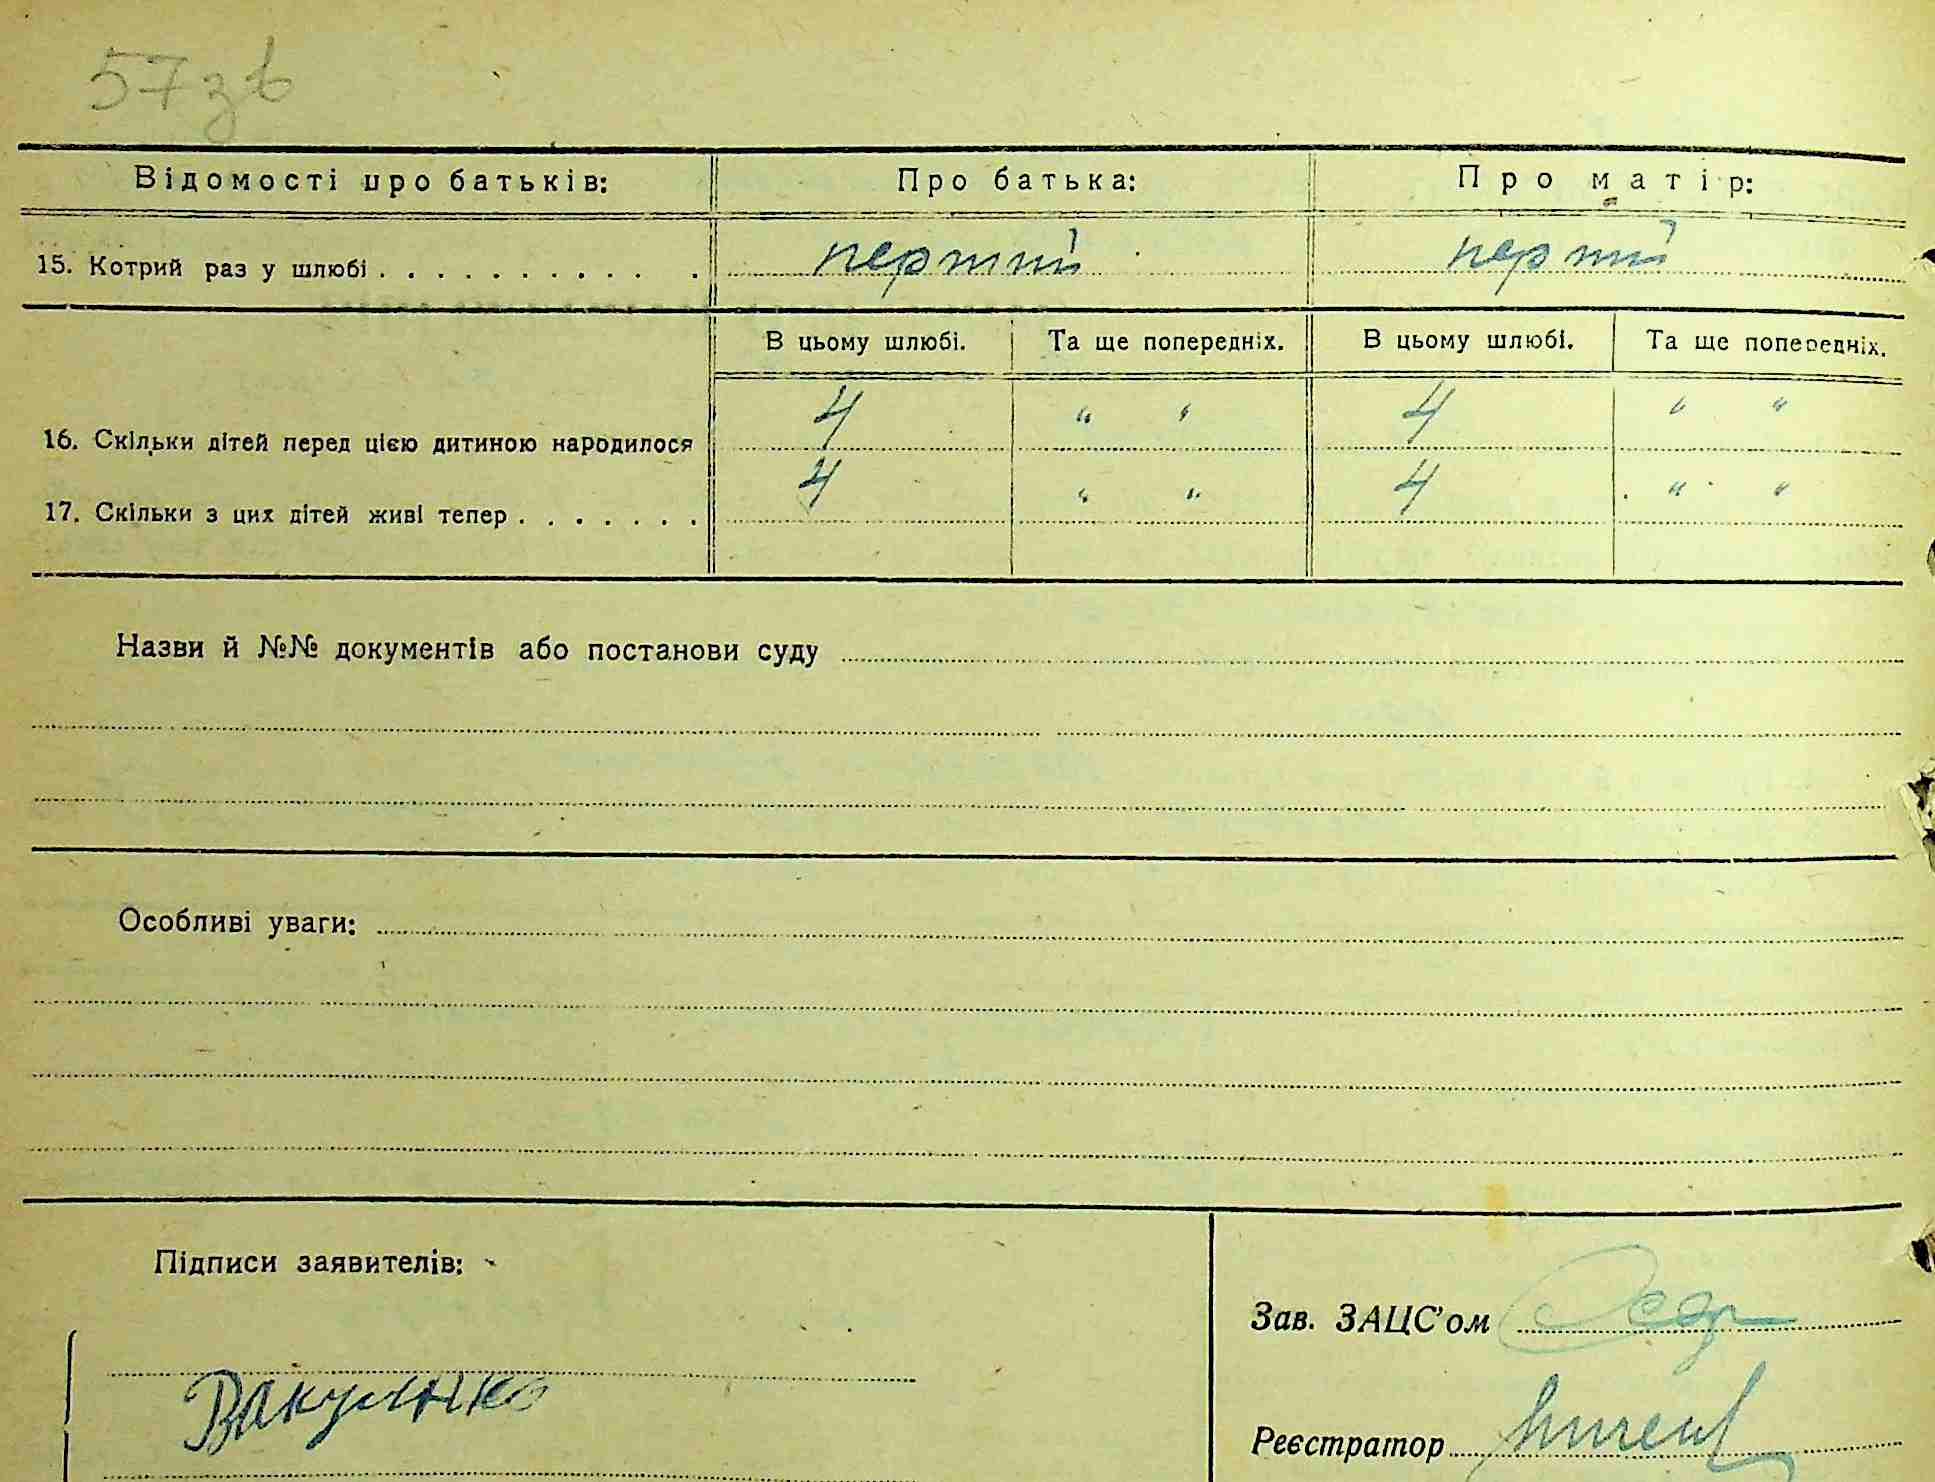 57зв
Відомості про батьків: Про батька: Про матір:
15. Котрий раз у шлюбі . . . . . . . . . . . . перший перший
В цьому шлюбі. Та ще попередніх. В цьому шлюбі. Та ще попередніх.
16. Скільки дітей перед цією дитиною народилося 4 " " 4 " "
17. Скільки з цих дітей живі тепер . . . . . . . 4 " " 4 " "
Назви й №№ документів або постанови суду
Особливі уваги:
Підписи заявителів:
Зав. ЗАЦС'ом
Вакуленко
Реєстратор